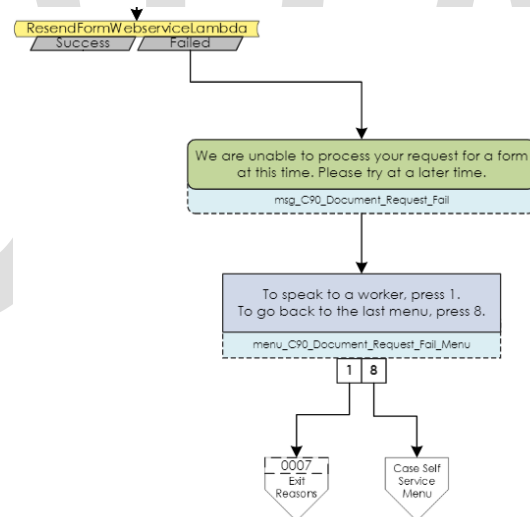 ResendFormWebserviceLambda
Success Failed
We are unable to process your request for a form
at this time. Please try at a later time.
msg_C90_Document_Request_Fail
To speak to a worker, press 1.
To go back to the last menu, press 8.
menu_C90_Document_Request_Fail_Menu
1 8
0007
Exit
Reasons
Case Self
Service
Menu